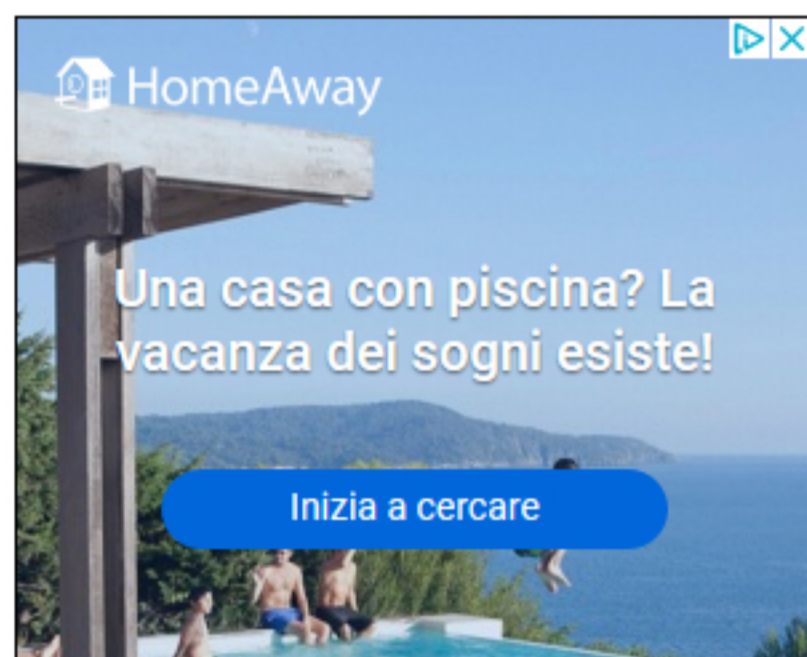 HomeAway
Una casa con piscina? La
vacanza dei sogni esiste!
Inizia a cercare